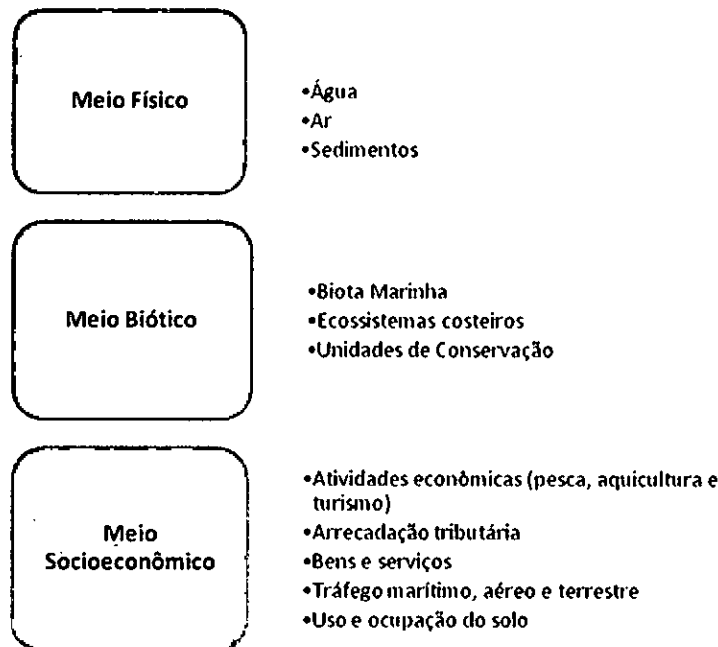 Meio Físico
•Água
•Ar
•Sedimentos
Meio Biótico
•Biota Marinha
•Ecossistemas costeiros
•Unidades de Conservação
Meio
Socioeconômico
•Atividades econômicas (pesca, aquicultura e
turismo)
•Arrecadação tributária
•Bens e serviços
•Tráfego marítimo, aéreo e terrestre
•Uso e ocupação do solo